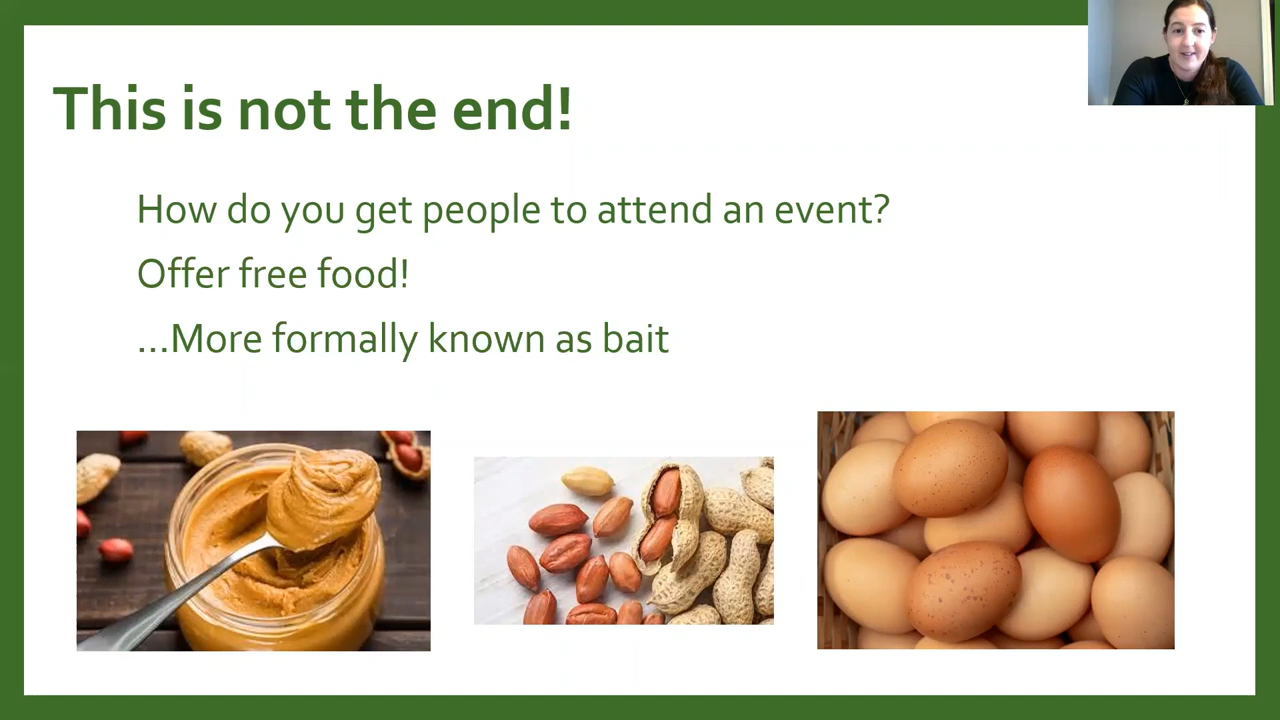 This is not the end!
How do you get people to attend an event?
Offer free food!
...More formally known as bait